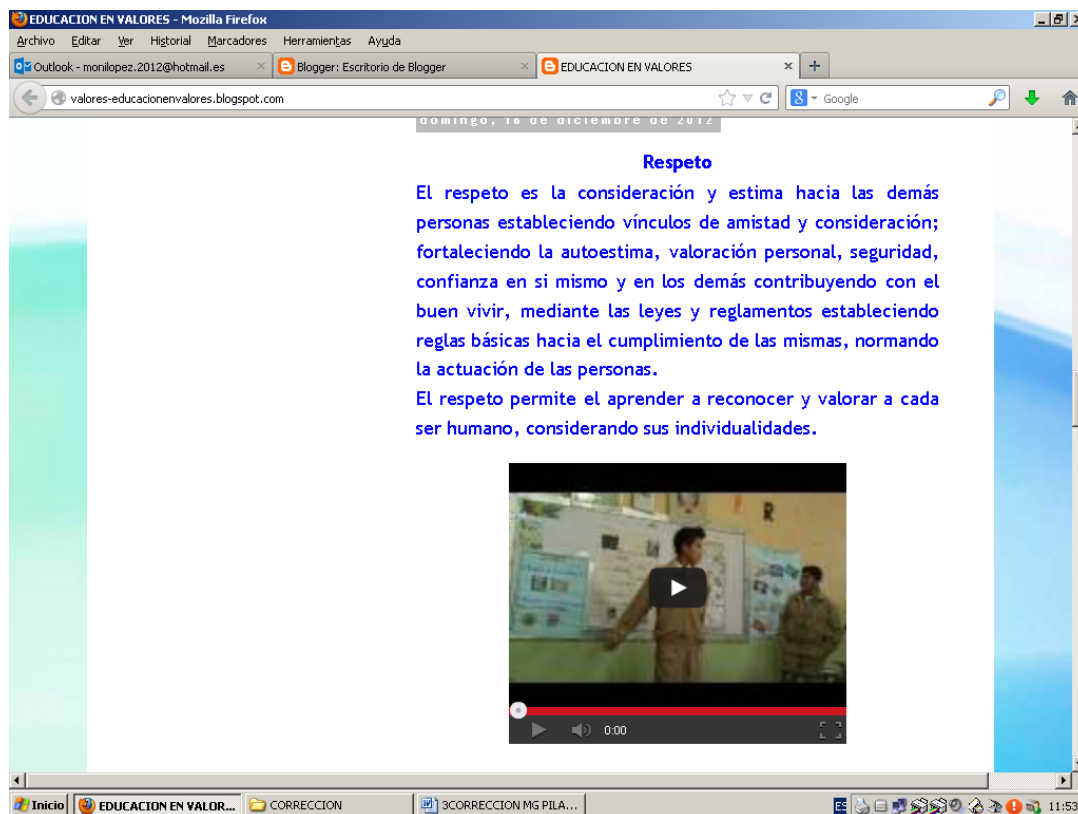 EDUCACION EN VALORES - Mozilla Firefox
Archivo Editar Ver Historial Marcadores Herramientas Ayuda
Outlook - monilopez.2012@hotmail.es Blogger: Escritorio de Blogger EDUCACION EN VALORES
valores-educacionenvalores.blogspot.com Google
domingo, 16 de diciembre de 2012
Respeto
El respeto es la consideración y estima hacia las demás
personas estableciendo vínculos de amistad y consideración;
fortaleciendo la autoestima, valoración personal, seguridad,
confianza en si mismo y en los demás contribuyendo con el
buen vivir, mediante las leyes y reglamentos estableciendo
reglas básicas hacia el cumplimiento de las mismas, normando
la actuación de las personas.
El respeto permite el aprender a reconocer y valorar a cada
ser humano, considerando sus individualidades.
R
0:00
Inicio EDUCACION EN VALOR... CORRECCION 3CORRECCION MG PILA... ES 11:53